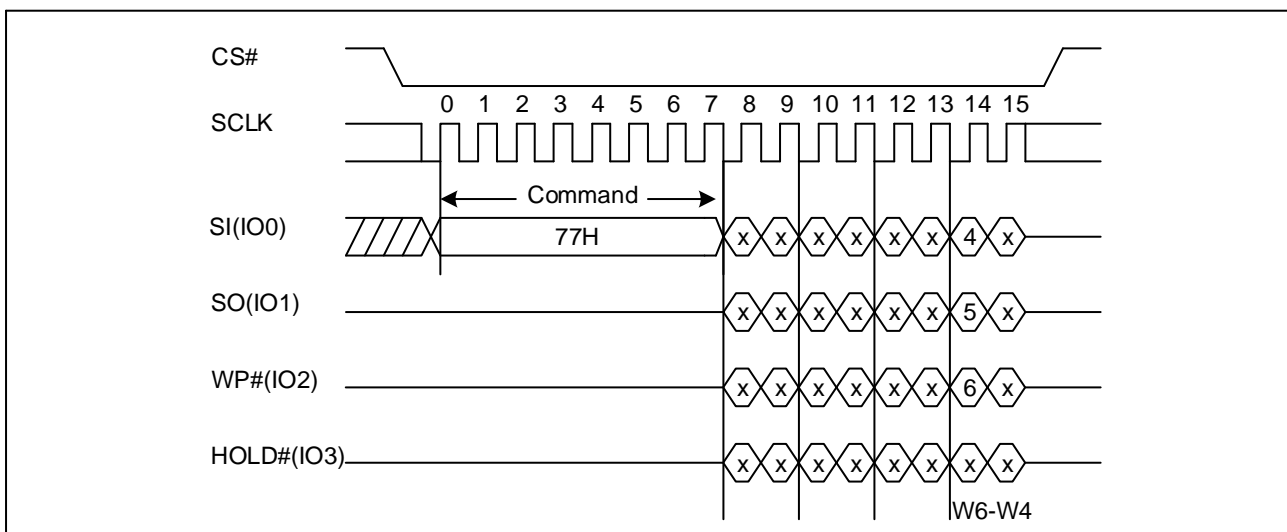 CS#
0 1 2 3 4 5 6 7 8 9 10 11 12 13 14 15
SCLK
Command
SI(IO0) 77H x x x x x x 4 x
SO(IO1) x x x x x x 5 x
WP#(IO2) x x x x x x 6 x
HOLD#(IO3) x x x x x x x x
W6-W4